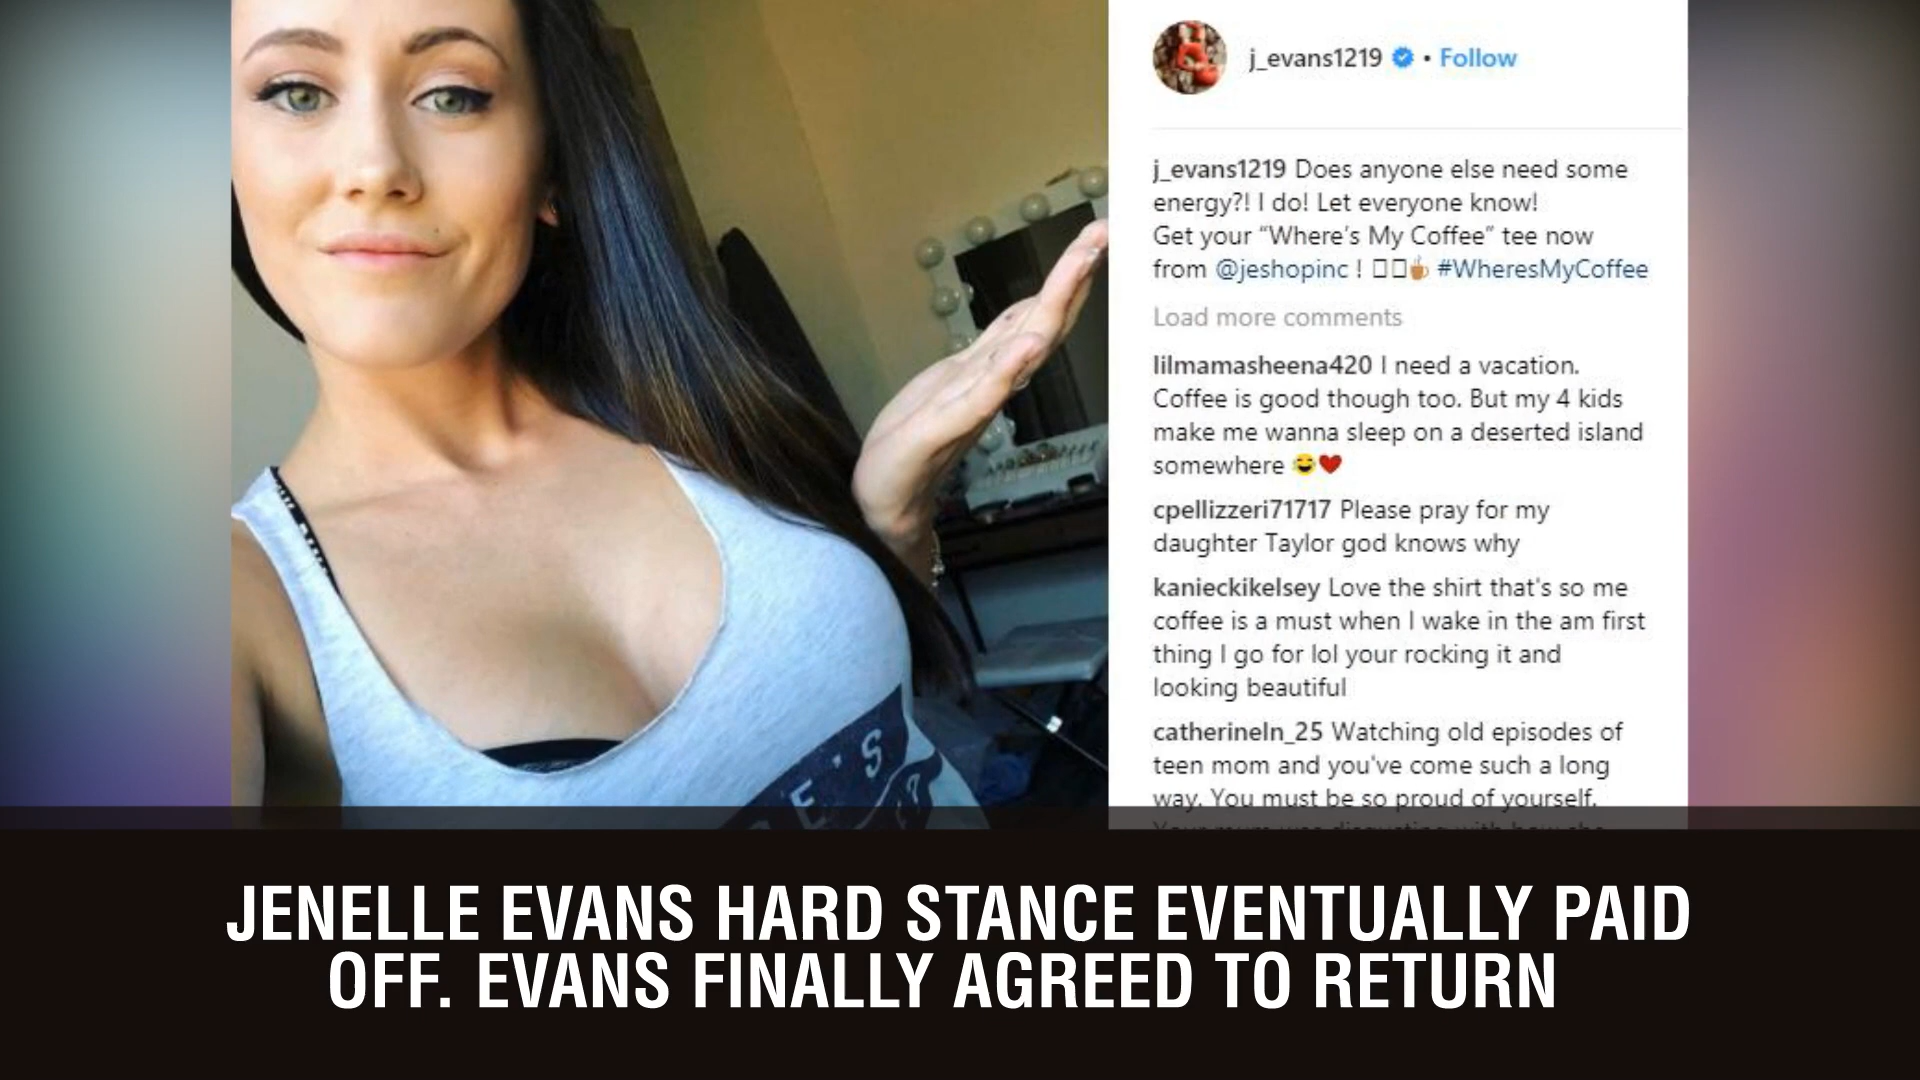 j_evans1219 • Follow
j_evans1219 Does anyone else need some
energy?! I do! Let everyone know!
Get your “Where’s My Coffee” tee now
from @jeshopinc ! #WheresMyCoffee
Load more comments
lilmamasheena420 I need a vacation.
Coffee is good though too. But my 4 kids
make me wanna sleep on a deserted island
somewhere 😂❤
cpellizzeri71717 Please pray for my
daughter Taylor god knows why
kanieckikelsey Love the shirt that's so me
coffee is a must when I wake in the am first
thing I go for lol your rocking it and
looking beautiful
catherineln_25 Watching old episodes of
teen mom and you've come such a long
way. You must be so proud of yourself.
E'S
JENELLE EVANS HARD STANCE EVENTUALLY PAID
OFF. EVANS FINALLY AGREED TO RETURN